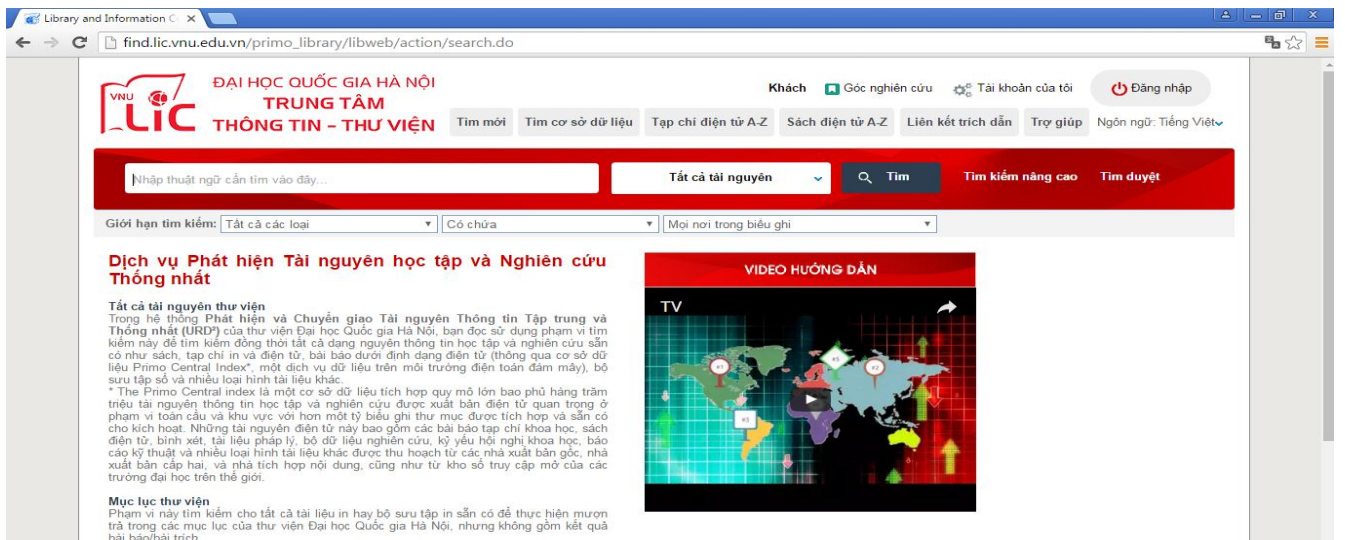 Library and Information C
find.lic.vnu.edu.vn/primo_library/libweb/action/search.do
VNU
LIC
ĐẠI HỌC QUỐC GIA HÀ NỘI
TRUNG TÂM
THÔNG TIN – THƯ VIỆN
Khách Góc nghiên cứu Tài khoản của tôi Đăng nhập
Tìm mới Tìm cơ sở dữ liệu Tạp chí điện tử A-Z Sách điện tử A-Z Liên kết trích dẫn Trợ giúp Ngôn ngữ: Tiếng Việt
Nhập thuật ngữ cần tìm vào đây... Tất cả tài nguyên Tìm Tìm kiếm nâng cao Tìm duyệt
Giới hạn tìm kiếm: Tất cả các loại Có chứa Mọi nơi trong biểu ghi
Dịch vụ Phát hiện Tài nguyên học tập và Nghiên cứu
Thống nhất
Tất cả tài nguyên thư viện
Trong hệ thống Phát hiện và Chuyển giao Tài nguyên Thông tin Tập trung và
Thống nhất (URD²) của thư viện Đại học Quốc gia Hà Nội, bạn đọc sử dụng phạm vi tìm
kiếm này để tìm kiếm đồng thời tất cả dạng nguyên thông tin học tập và nghiên cứu sẵn
có như sách, tạp chí in và điện tử, bài báo dưới định dạng điện tử (thông qua cơ sở dữ
liệu Primo Central Index*, một dịch vụ dữ liệu trên môi trường điện toán đám mây), bộ
sưu tập số và nhiều loại hình tài liệu khác.
* The Primo Central index là một cơ sở dữ liệu tích hợp quy mô lớn bao phủ hàng trăm
triệu tài nguyên thông tin học tập và nghiên cứu được xuất bản điện tử quan trọng ở
phạm vi toàn cầu và khu vực với hơn một tỷ biểu ghi thư mục được tích hợp và sẵn có
cho kích hoạt. Những tài nguyên điện tử này bao gồm các bài báo tạp chí khoa học, sách
điện tử, bình xét, tài liệu pháp lý, bộ dữ liệu nghiên cứu, kỷ yếu hội nghị khoa học, báo
cáo kỹ thuật và nhiều loại hình tài liệu khác được thu hoạch từ các nhà xuất bản gốc, nhà
xuất bản cấp hai, và nhà tích hợp nội dung, cũng như từ kho số truy cập mở của các
trường đại học trên thế giới.
Mục lục thư viện
Phạm vi này tìm kiếm cho tất cả tài liệu in hay bộ sưu tập in sẵn có để thực hiện mượn
trả trong các mục lục của thư viện Đại học Quốc gia Hà Nội, nhưng không gồm kết quả
bài báo/bài trích.
VIDEO HƯỚNG DẪN
TV
#1
#5
#2
#3